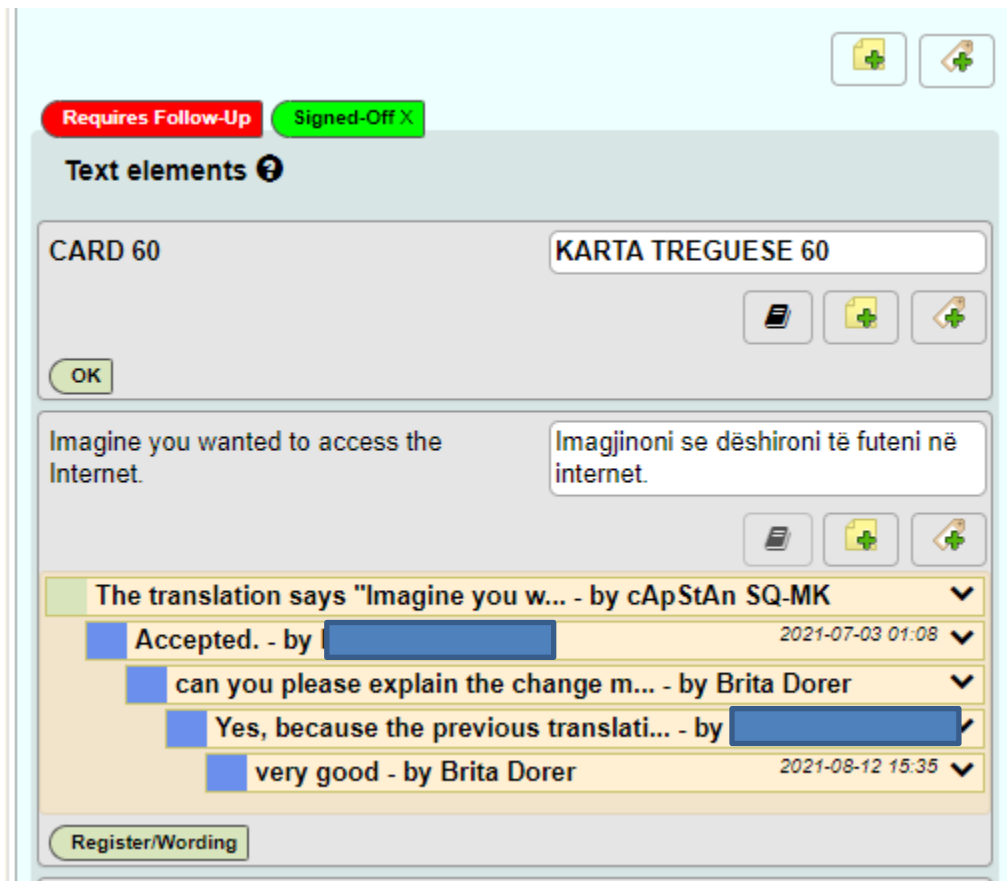 Requires Follow-Up Signed-Off X
Text elements ?
CARD 60 KARTA TREGUESE 60
OK
Imagine you wanted to access the
Internet.
Imagjinoni se dëshironi të futeni në
internet.
The translation says "Imagine you w... - by cApStAn SQ-MK
Accepted. - by 2021-07-03 01:08
can you please explain the change m... - by Brita Dorer
Yes, because the previous translati... - by
very good - by Brita Dorer 2021-08-12 15:35
Register/Wording